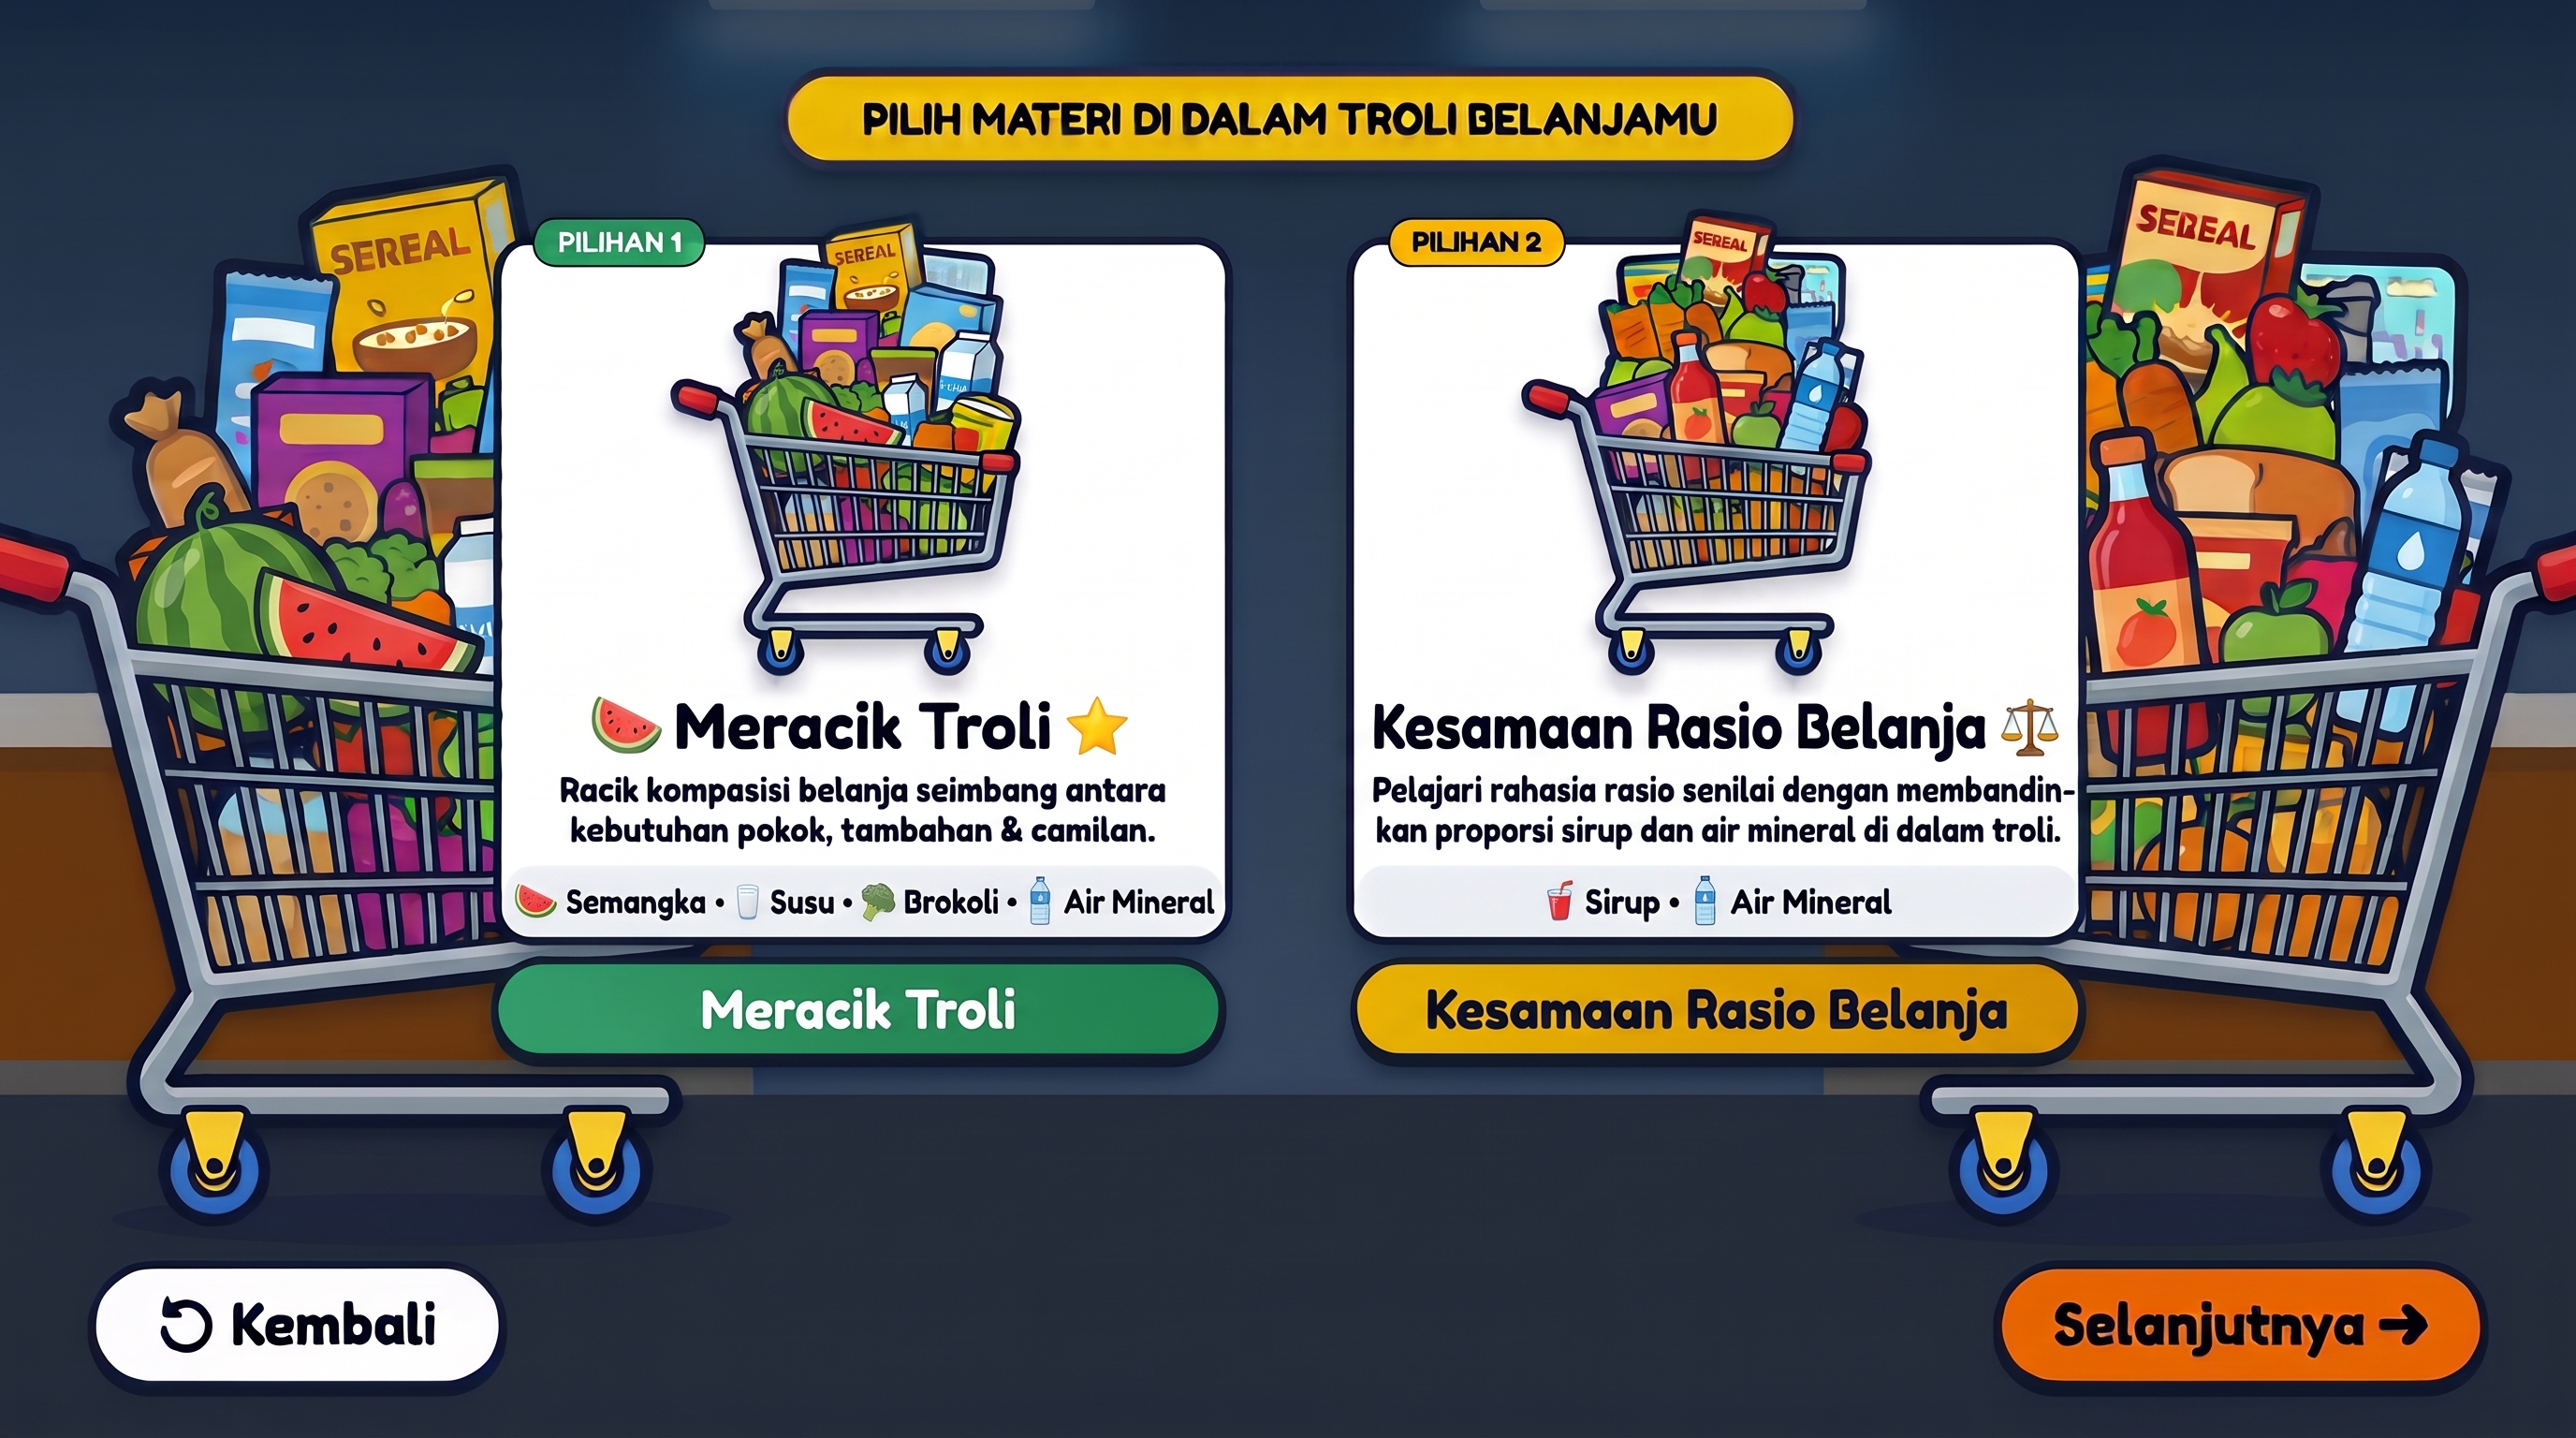 PILIH MATERI DI DALAM TROLI BELANJAMU
PILIHAN 1
SEREAL
SEREAL
Meracik Troli
Racik kompasisi belanja seimbang antara
kebutuhan pokok, tambahan & camilan.
Semangka • Susu • Brokoli • Air Mineral
Meracik Troli
PILIHAN 2
SEREAL
SEREAL
Kesamaan Rasio Belanja
Pelajari rahasia rasio senilai dengan membandin-
kan proporsi sirup dan air mineral di dalam troli.
Sirup • Air Mineral
Kesamaan Rasio Belanja
Kembali
Selanjutnya →